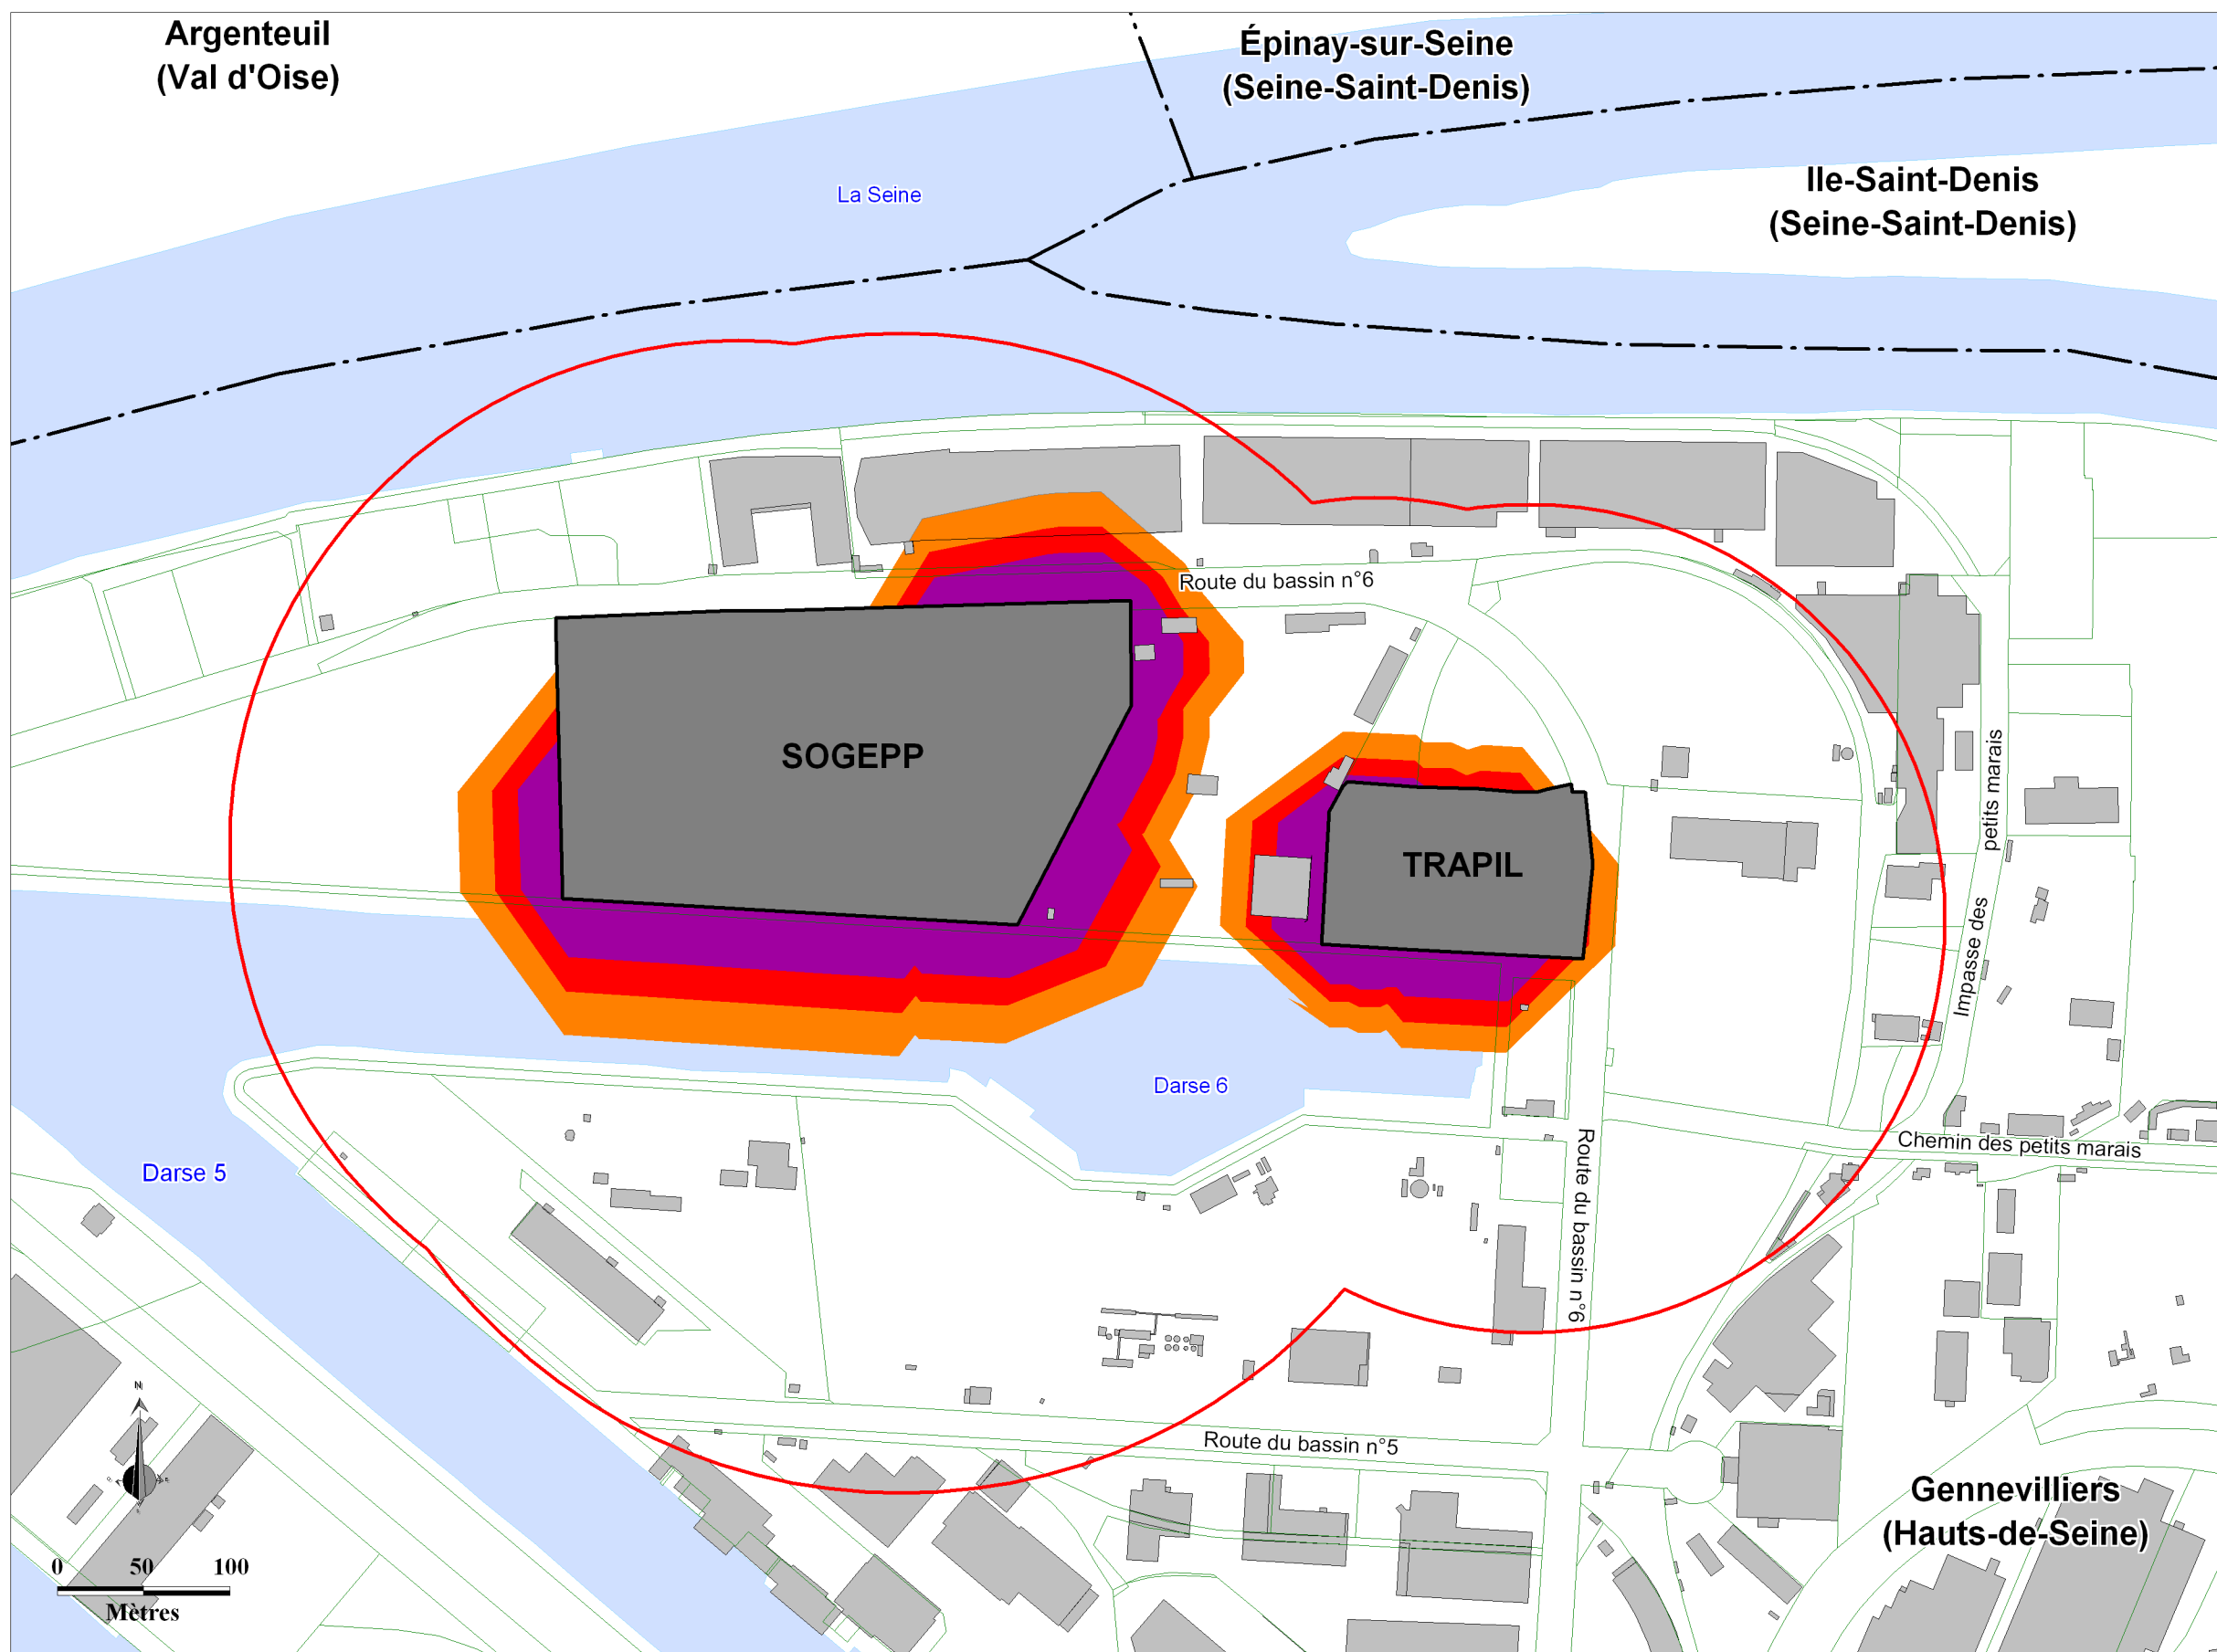 Argenteuil
(Val d'Oise)
Épinay-sur-Seine
(Seine-Saint-Denis)
Ile-Saint-Denis
(Seine-Saint-Denis)
La Seine
Route du bassin n°6
SOGEPP
TRAPIL
Impasse des petits marais
Darse 6
Darse 5
Chemin des petits marais
Route du bassin n°6
Route du bassin n°5
Gennevilliers
(Hauts-de-Seine)
N
0 50 100
Mètres